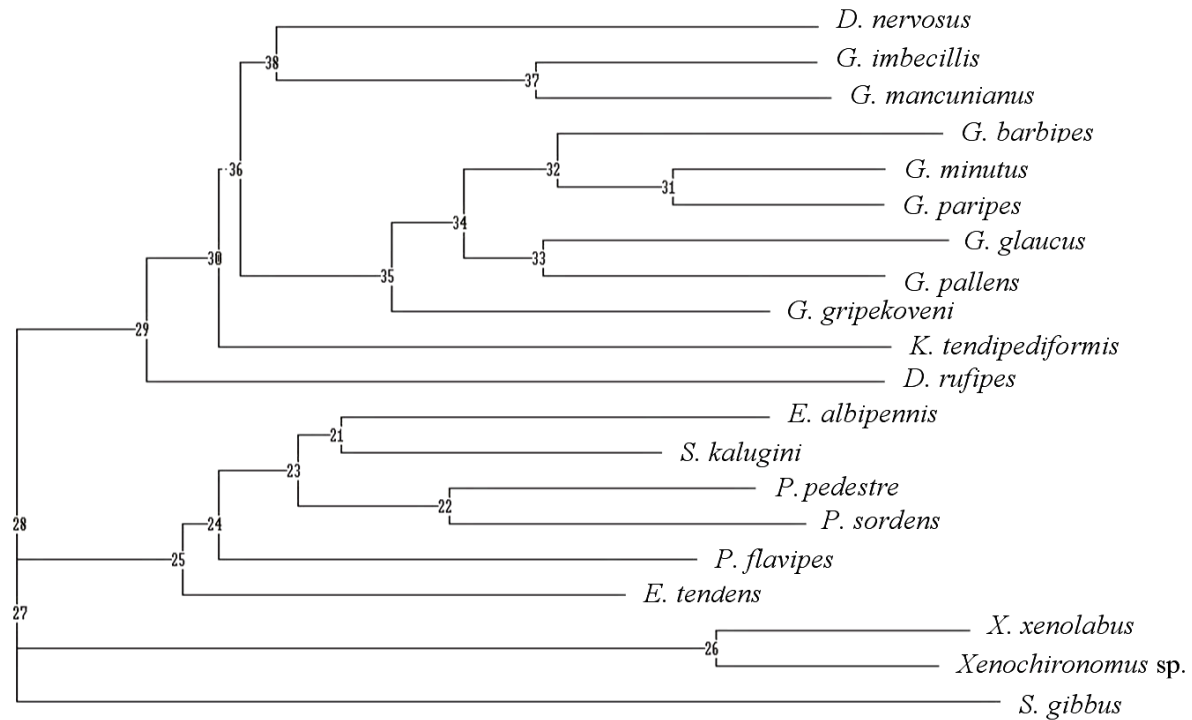 D. nervosus
38
G. imbecillis
37
G. mancunianus
G. barbipes
36
32
G. minutus
31
G. paripes
34
G. glaucus
30
33
35
G. pallens
G. gripekoveni
29
K. tendipediformis
D. rufipes
E. albipennis
21
S. kalugini
23
P. pedestre
22
28
24
P. sordens
25
P. flavipes
E. tendens
27
X. xenolabus
26
Xenochironomus sp.
S. gibbus